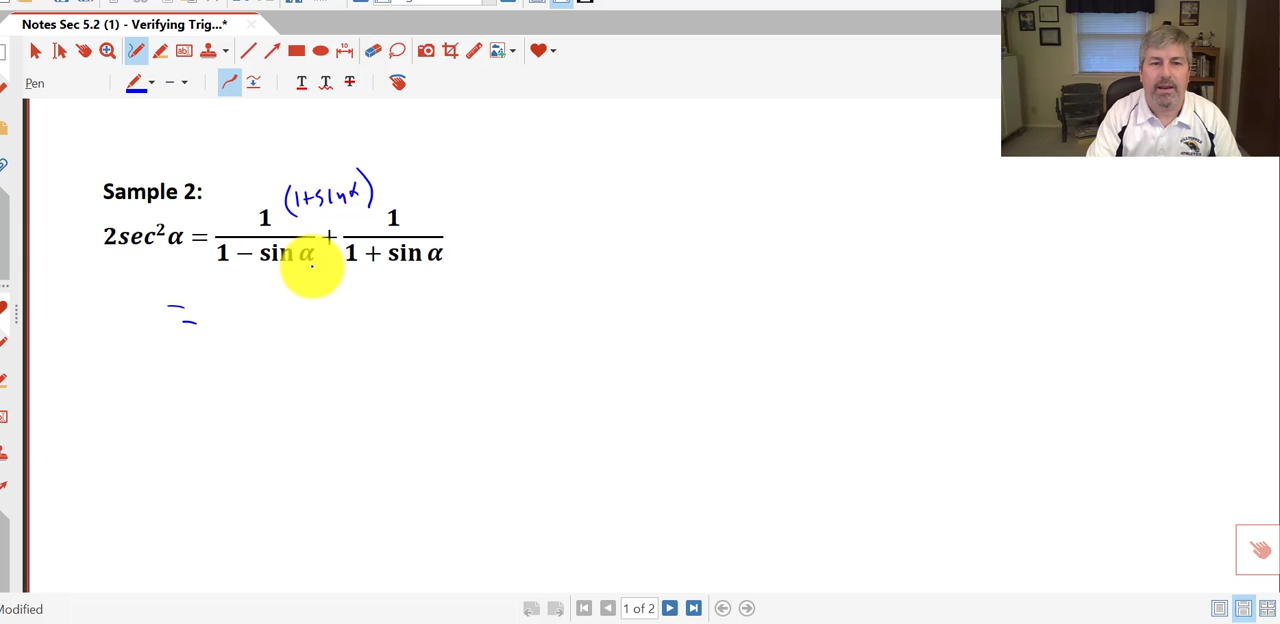 Notes Sec 5.2 (1) - Verifying Trig...*
Pen
Sample 2:
(1+sin α)
2sec²α = 1/(1 − sin α) + 1/(1 + sin α)
=
1 of 2
Modified